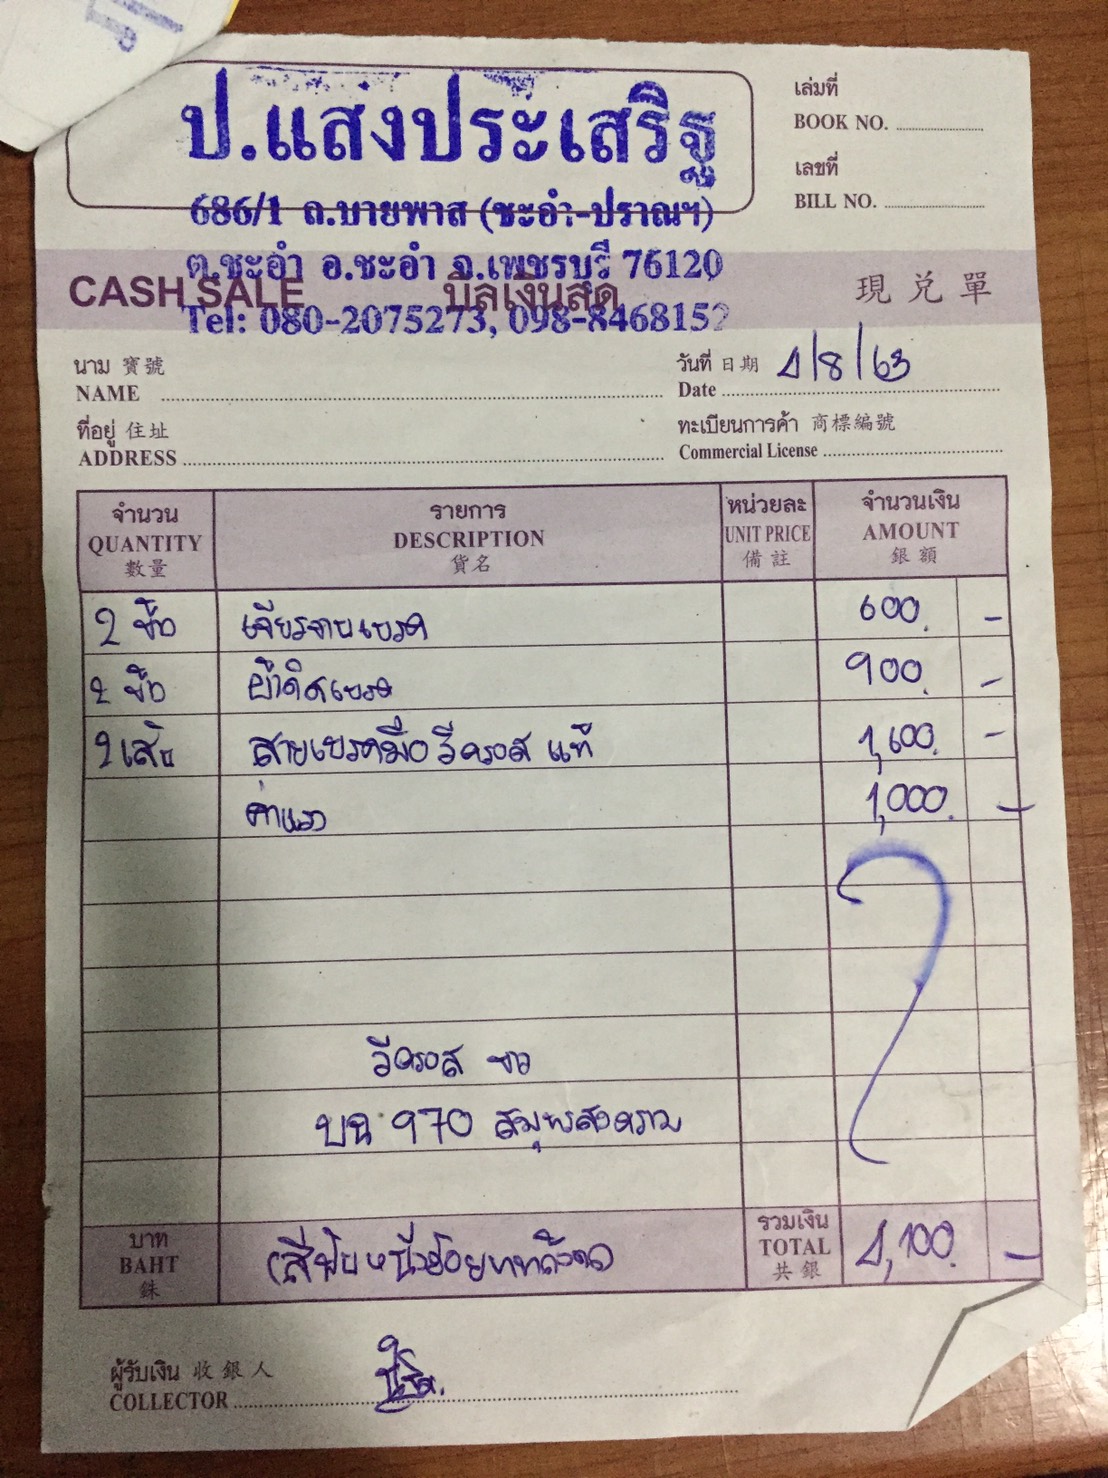 ป.แสงประเสริฐ
686/1 ถ.บายพาส (ชะอำ-ปราณฯ)
ต.ชะอำ อ.ชะอำ จ.เพชรบุรี 76120
Tel: 080-2075273, 098-8468152
เล่มที่
BOOK NO.
เลขที่
BILL NO.
CASH SALE บิลเงินสด 現兌單
นาม 寶號
NAME
วันที่ 日期 4/8/63
Date
ที่อยู่ 住址
ADDRESS
ทะเบียนการค้า 商標編號
Commercial License
จำนวน รายการ หน่วยละ จำนวนเงิน
QUANTITY DESCRIPTION UNIT PRICE AMOUNT
數量 貨名 備註 銀額
2 ข้าง เจียรจานเบรค 600. -
2 ข้าง ผ้าดิสเบรค 900. -
2 เส้น สายเบรคมือ วีครอส แท้ 1,600. -
ค่าแรง 1,000. -
วีครอส ขาว
บฉ 970 สมุทรสงคราม
บาท รวมเงิน
BAHT (สี่พันหนึ่งร้อยบาทถ้วน) TOTAL 4,100. -
銖 共銀
ผู้รับเงิน 收銀人
COLLECTOR